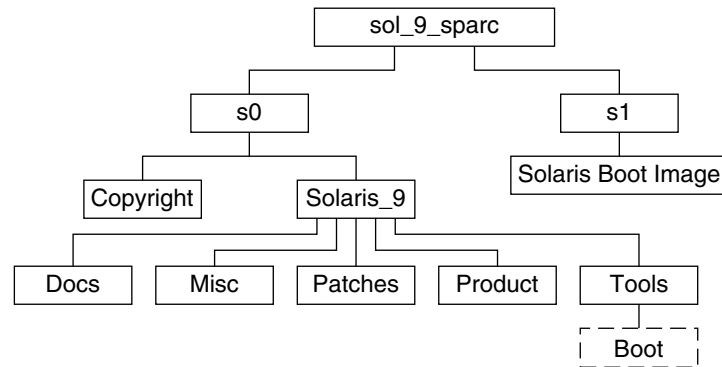 sol_9_sparc
s0
s1
Copyright
Solaris_9
Solaris Boot Image
Docs
Misc
Patches
Product
Tools
Boot